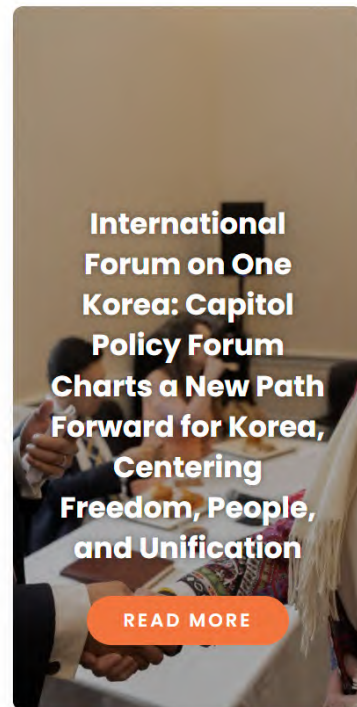 International
Forum on One
Korea: Capitol
Policy Forum
Charts a New Path
Forward for Korea,
Centering
Freedom, People,
and Unification
READ MORE